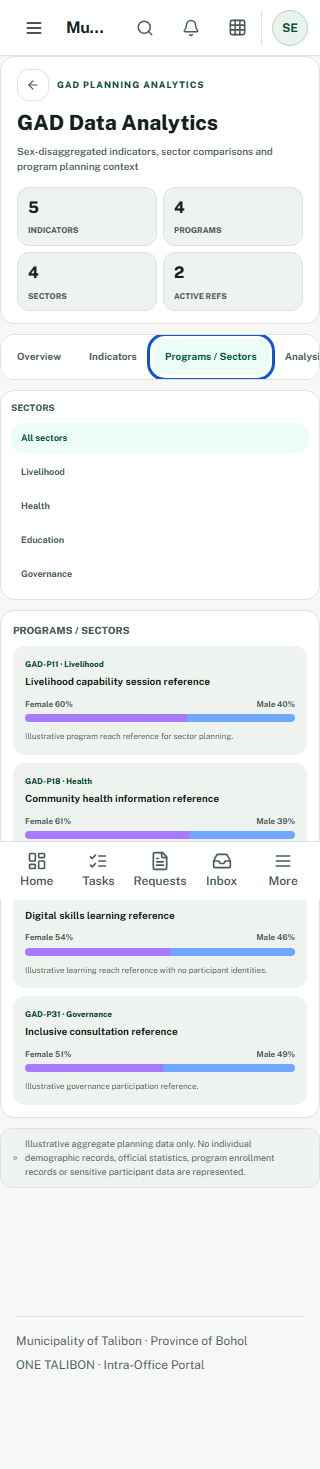 Mu...
SE
GAD PLANNING ANALYTICS
GAD Data Analytics
Sex-disaggregated indicators, sector comparisons and
program planning context
5
INDICATORS
4
PROGRAMS
4
SECTORS
2
ACTIVE REFS
Overview
Indicators
Programs / Sectors
Analysi
SECTORS
All sectors
Livelihood
Health
Education
Governance
PROGRAMS / SECTORS
GAD-P11 · Livelihood
Livelihood capability session reference
Female 60%
Male 40%
Illustrative program reach reference for sector planning.
GAD-P18 · Health
Community health information reference
Female 61%
Male 39%
Home
Tasks
Requests
Inbox
More
Digital skills learning reference
Female 54%
Male 46%
Illustrative learning reach reference with no participant identities.
GAD-P31 · Governance
Inclusive consultation reference
Female 51%
Male 49%
Illustrative governance participation reference.
Illustrative aggregate planning data only. No individual
demographic records, official statistics, program enrollment
records or sensitive participant data are represented.
Municipality of Talibon · Province of Bohol
ONE TALIBON · Intra-Office Portal